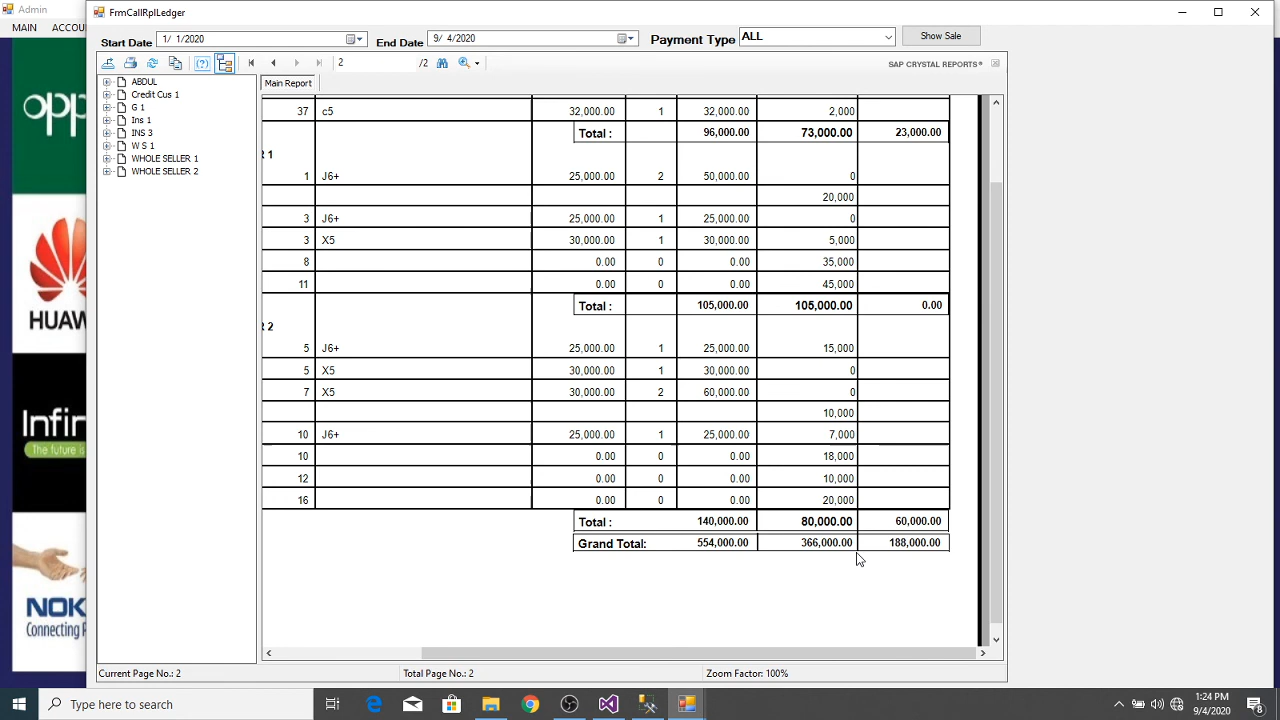 Admin
FrmCallRplLedger
MAIN ACCOU
Start Date 1/ 1/2020 End Date 9/ 4/2020 Payment Type ALL Show Sale
2 /2 SAP CRYSTAL REPORTS®
Main Report
ABDUL
Credit Cus 1
G 1
Ins 1
INS 3
W S 1
WHOLE SELLER 1
WHOLE SELLER 2
37 c5 32,000.00 1 32,000.00 2,000
Total : 96,000.00 73,000.00 23,000.00
R 1
1 J6+ 25,000.00 2 50,000.00 0
20,000
3 J6+ 25,000.00 1 25,000.00 0
3 X5 30,000.00 1 30,000.00 5,000
8 0.00 0 0.00 35,000
11 0.00 0 0.00 45,000
Total : 105,000.00 105,000.00 0.00
R 2
5 J6+ 25,000.00 1 25,000.00 15,000
5 X5 30,000.00 1 30,000.00 0
7 X5 30,000.00 2 60,000.00 0
10,000
10 J6+ 25,000.00 1 25,000.00 7,000
10 0.00 0 0.00 18,000
12 0.00 0 0.00 10,000
16 0.00 0 0.00 20,000
Total : 140,000.00 80,000.00 60,000.00
Grand Total: 554,000.00 366,000.00 188,000.00
Current Page No.: 2 Total Page No.: 2 Zoom Factor: 100%
opp
HUAW
Infin
The future is
NOK
Connecting P
Type here to search
1:24 PM
9/4/2020
8